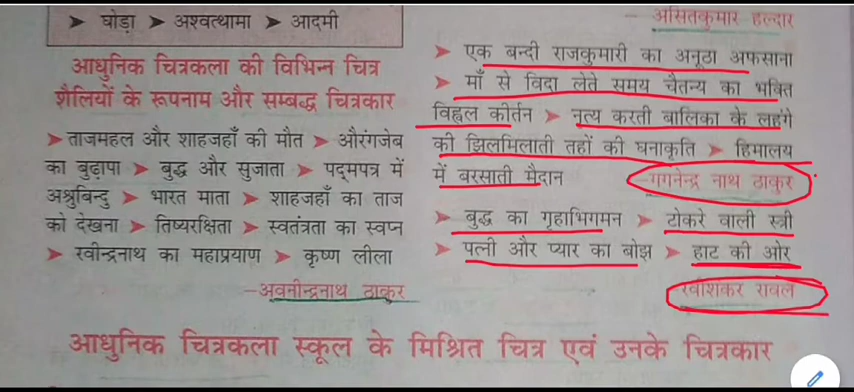 ➤ घोड़ा ➤ अश्वत्थामा ➤ आदमी
आधुनिक चित्रकला की विभिन्न चित्र
शैलियों के रूपनाम और सम्बद्ध चित्रकार
➤ ताजमहल और शाहजहाँ की मौत ➤ औरंगजेब
का बुढ़ापा ➤ बुद्ध और सुजाता ➤ पद्मपत्र में
अश्रुबिन्दु ➤ भारत माता ➤ शाहजहाँ का ताज
को देखना ➤ तिष्यरक्षिता ➤ स्वतंत्रता का स्वप्न
➤ रवीन्द्रनाथ का महाप्रयाण ➤ कृष्ण लीला
—अवनीन्द्रनाथ ठाकुर
—असितकुमार हल्दार
➤ एक बन्दी राजकुमारी का अनूठा अफसाना
➤ माँ से विदा लेते समय चैतन्य का भक्ति
विह्वल कीर्तन ➤ नृत्य करती बालिका के लहंगे
की झिलमिलाती तहों की घनाकृति ➤ हिमालय
में बरसाती मैदान —गगनेन्द्र नाथ ठाकुर
➤ बुद्ध का गृहाभिगमन ➤ टोकरे वाली स्त्री
➤ पत्नी और प्यार का बोझ ➤ हाट की ओर
—रविशंकर रावल
आधुनिक चित्रकला स्कूल के मिश्रित चित्र एवं उनके चित्रकार